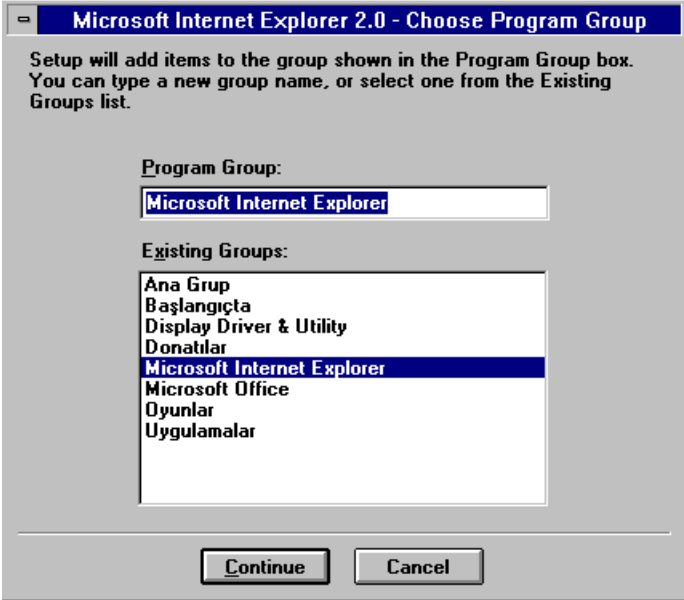 Microsoft Internet Explorer 2.0 - Choose Program Group
Setup will add items to the group shown in the Program Group box.
You can type a new group name, or select one from the Existing
Groups list.
Program Group:
Microsoft Internet Explorer
Existing Groups:
Ana Grup
Başlangıçta
Display Driver & Utility
Donatılar
Microsoft Internet Explorer
Microsoft Office
Oyunlar
Uygulamalar
Continue
Cancel